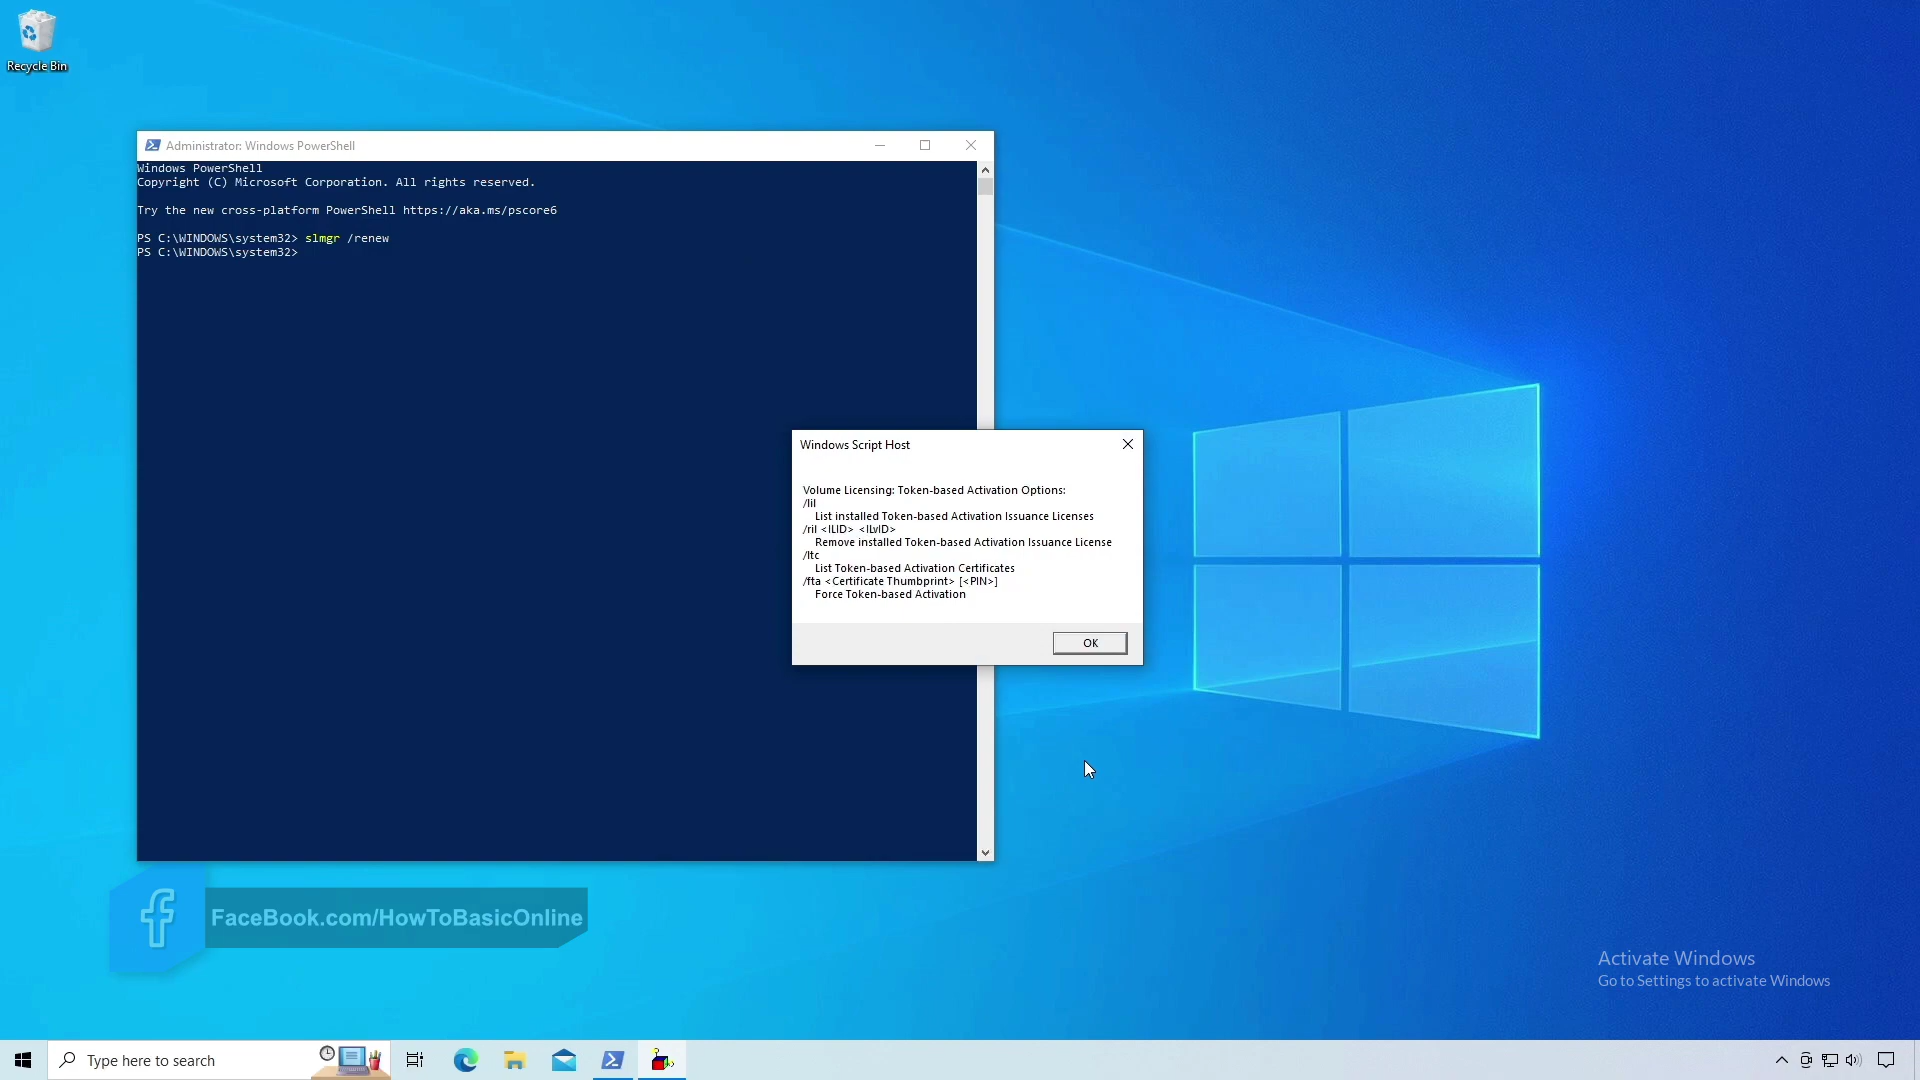 Recycle Bin
Administrator: Windows PowerShell
Windows PowerShell
Copyright (C) Microsoft Corporation. All rights reserved.
Try the new cross-platform PowerShell https://aka.ms/pscore6
PS C:\WINDOWS\system32> slmgr /renew
PS C:\WINDOWS\system32>
Windows Script Host
Volume Licensing: Token-based Activation Options:
/lil
List installed Token-based Activation Issuance Licenses
/ril <ILID> <ILvID>
Remove installed Token-based Activation Issuance License
/ltc
List Token-based Activation Certificates
/fta <Certificate Thumbprint> [<PIN>]
Force Token-based Activation
OK
FaceBook.com/HowToBasicOnline
Activate Windows
Go to Settings to activate Windows
Type here to search